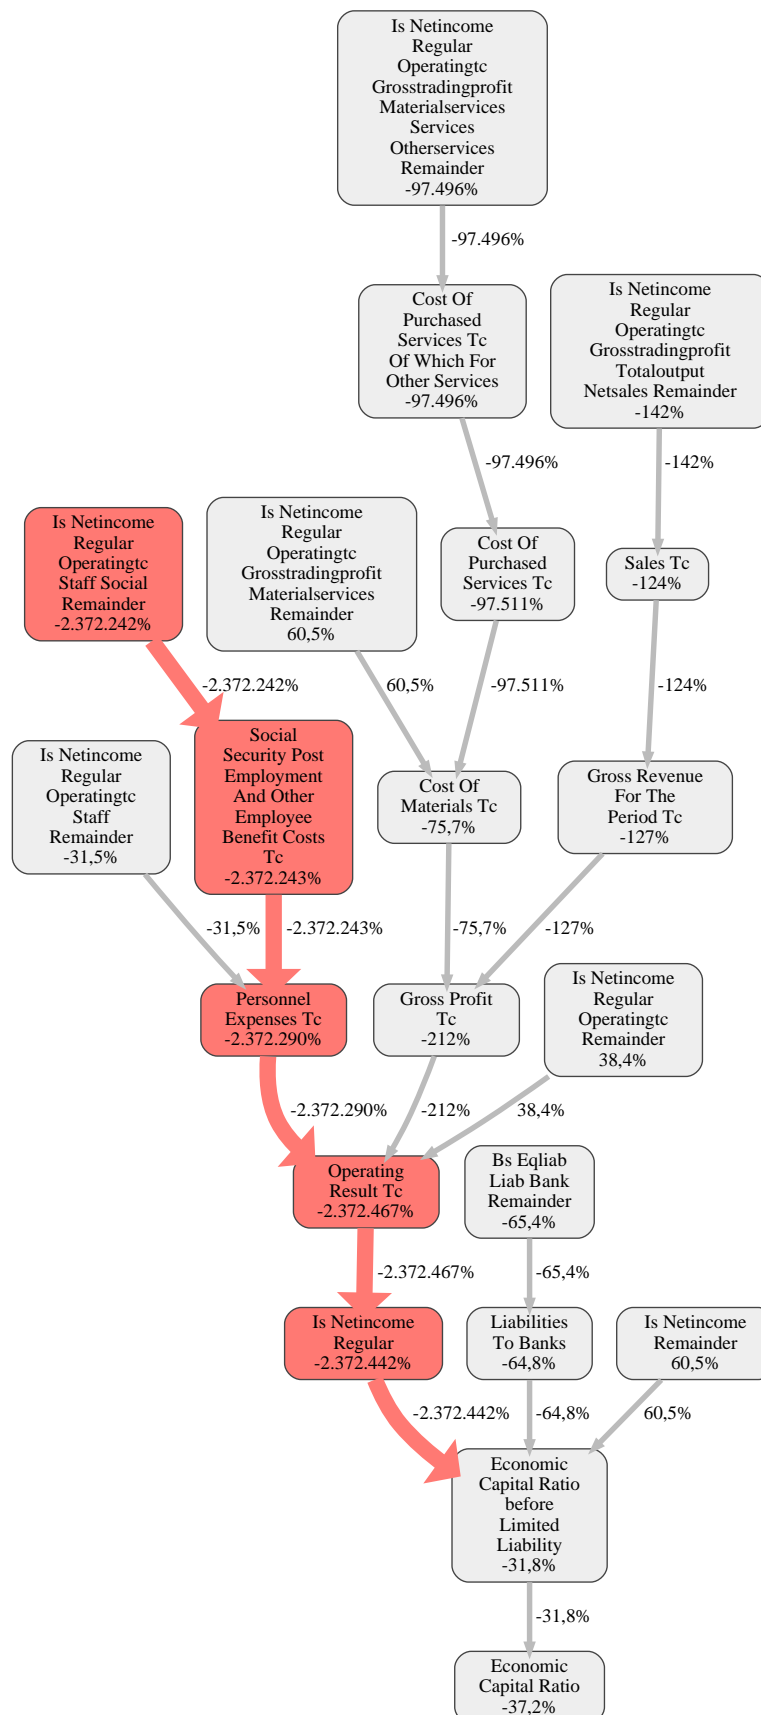 Is Netincome
Regular
Operatingtc
Grosstradingprofit
Materialservices
Services
Otherservices
Remainder
-97.496%
-97.496%
Cost Of
Purchased
Services Tc
Of Which For
Other Services
-97.496%
Is Netincome
Regular
Operatingtc
Grosstradingprofit
Totaloutput
Netsales Remainder
-142%
-97.496%
-142%
Is Netincome
Regular
Operatingtc
Staff Social
Remainder
-2.372.242%
Is Netincome
Regular
Operatingtc
Grosstradingprofit
Materialservices
Remainder
60,5%
Cost Of
Purchased
Services Tc
-97.511%
Sales Tc
-124%
-2.372.242%
60,5%
-97.511%
-124%
Is Netincome
Regular
Operatingtc
Staff
Remainder
-31,5%
Social
Security Post
Employment
And Other
Employee
Benefit Costs
Tc
-2.372.243%
Cost Of
Materials Tc
-75,7%
Gross Revenue
For The
Period Tc
-127%
-31,5%
-2.372.243%
-75,7%
-127%
Personnel
Expenses Tc
-2.372.290%
Gross Profit
Tc
-212%
Is Netincome
Regular
Operatingtc
Remainder
38,4%
-2.372.290%
-212%
38,4%
Operating
Result Tc
-2.372.467%
Bs Eqliab
Liab Bank
Remainder
-65,4%
-2.372.467%
-65,4%
Is Netincome
Regular
-2.372.442%
Liabilities
To Banks
-64,8%
Is Netincome
Remainder
60,5%
-2.372.442%
-64,8%
60,5%
Economic
Capital Ratio
before
Limited
Liability
-31,8%
-31,8%
Economic
Capital Ratio
-37,2%